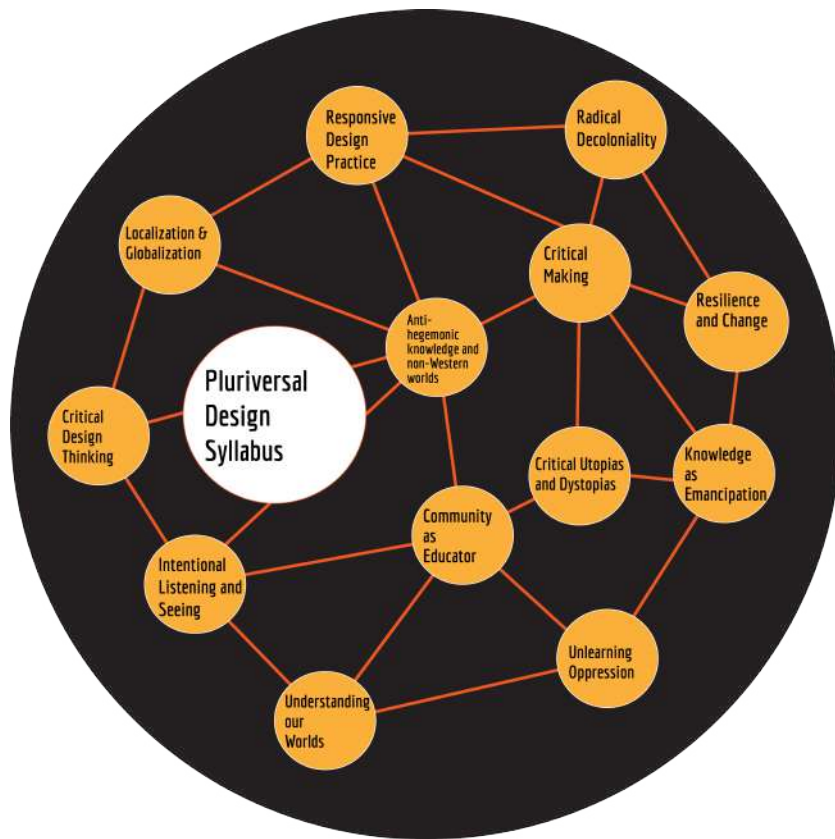 Responsive
Design
Practice
Radical
Decoloniality
Localization &
Globalization
Critical
Making
Resilience
and Change
Anti-
hegemonic
knowledge and
non-Western
worlds
Pluriversal
Design
Syllabus
Critical
Design
Thinking
Critical Utopias
and Dystopias
Knowledge
as
Emancipation
Community
as
Educator
Intentional
Listening and
Seeing
Unlearning
Oppression
Understanding
our
Worlds